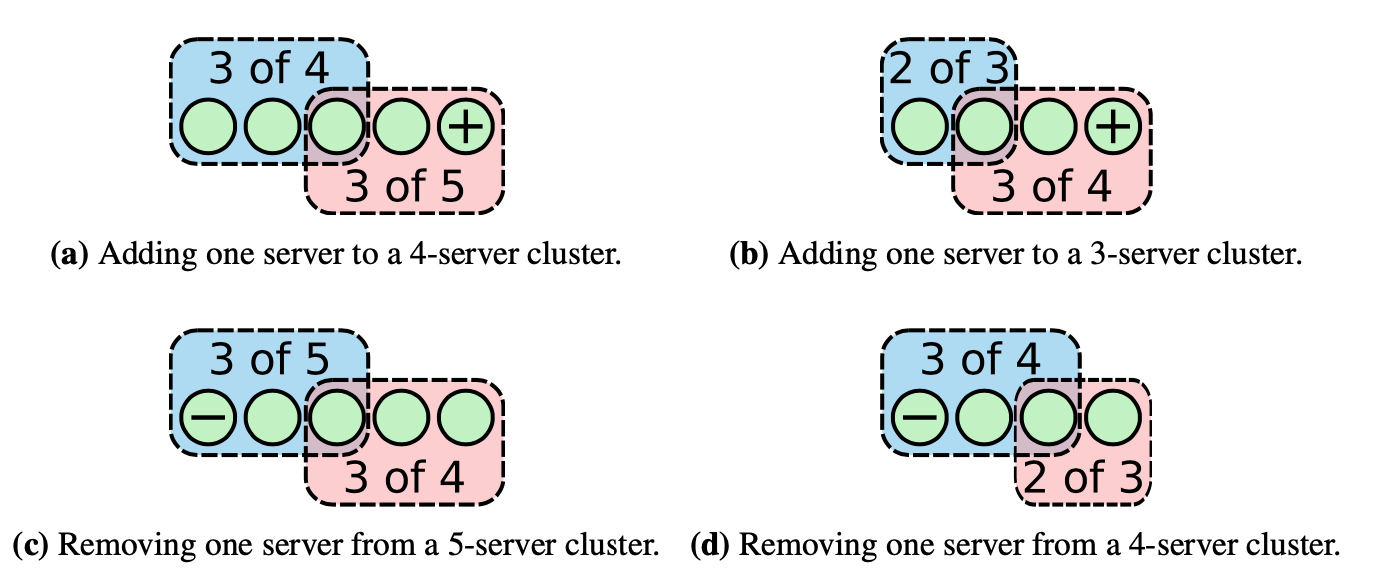 3 of 4
+
3 of 5
(a) Adding one server to a 4-server cluster.
2 of 3
+
3 of 4
(b) Adding one server to a 3-server cluster.
3 of 5
−
3 of 4
(c) Removing one server from a 5-server cluster.
3 of 4
−
2 of 3
(d) Removing one server from a 4-server cluster.